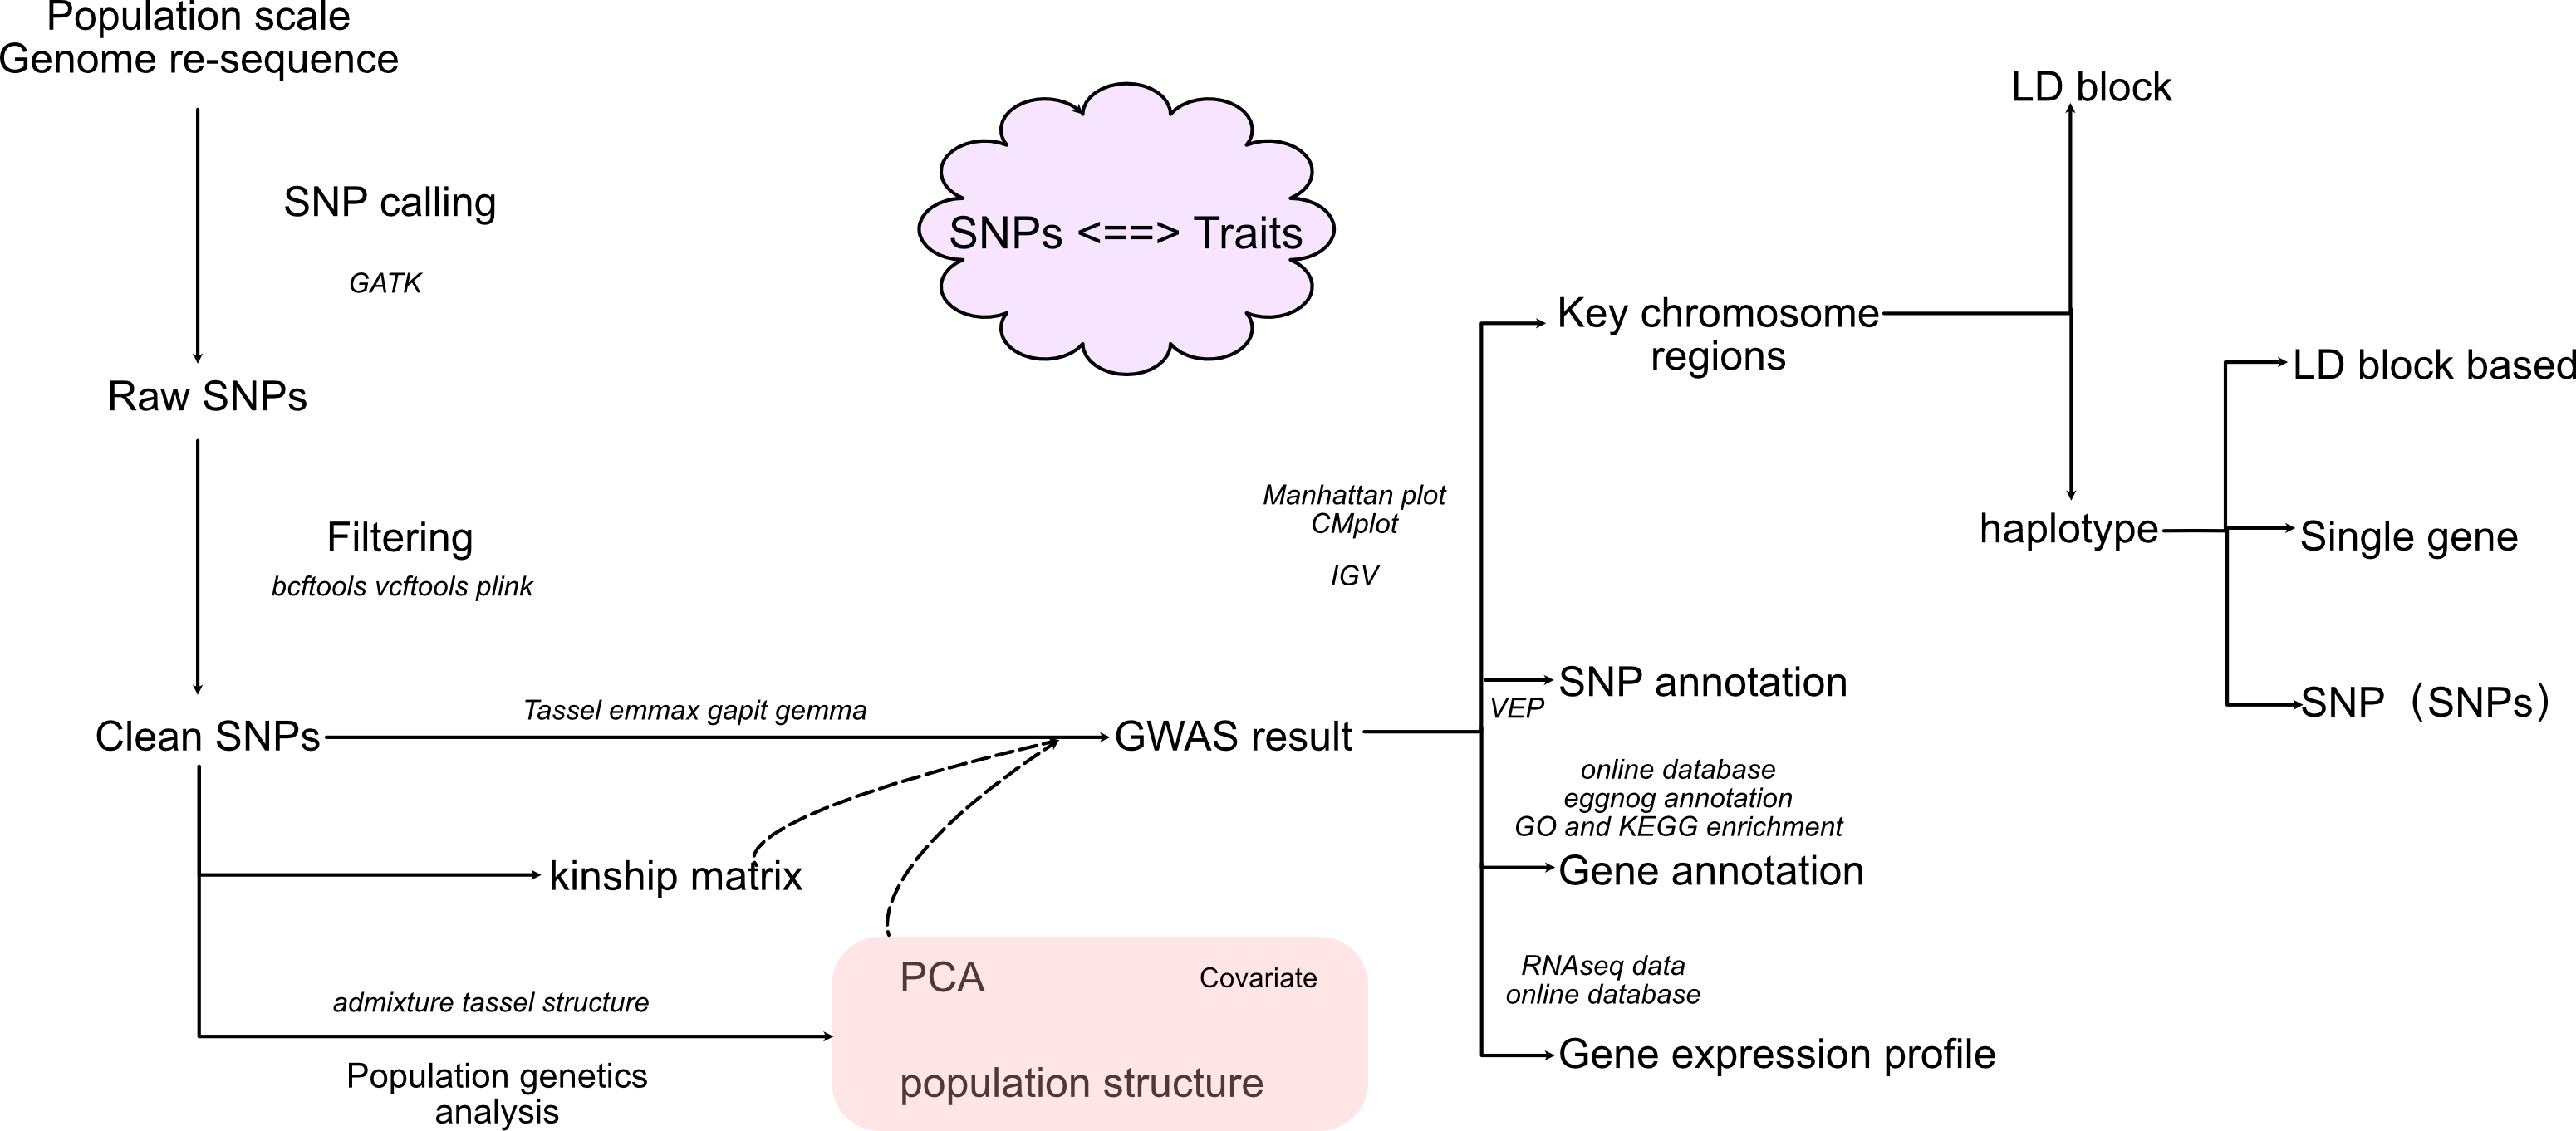 Population scale
Genome re-sequence
SNP calling
GATK
Raw SNPs
Filtering
bcftools vcftools plink
Clean SNPs
Tassel emmax gapit gemma
GWAS result
kinship matrix
admixture tassel structure
Population genetics
analysis
PCA
Covariate
population structure
SNPs <==> Traits
Manhattan plot
CMplot
IGV
Key chromosome
regions
LD block
haplotype
LD block based
Single gene
SNP（SNPs）
SNP annotation
VEP
online database
eggnog annotation
GO and KEGG enrichment
Gene annotation
RNAseq data
online database
Gene expression profile